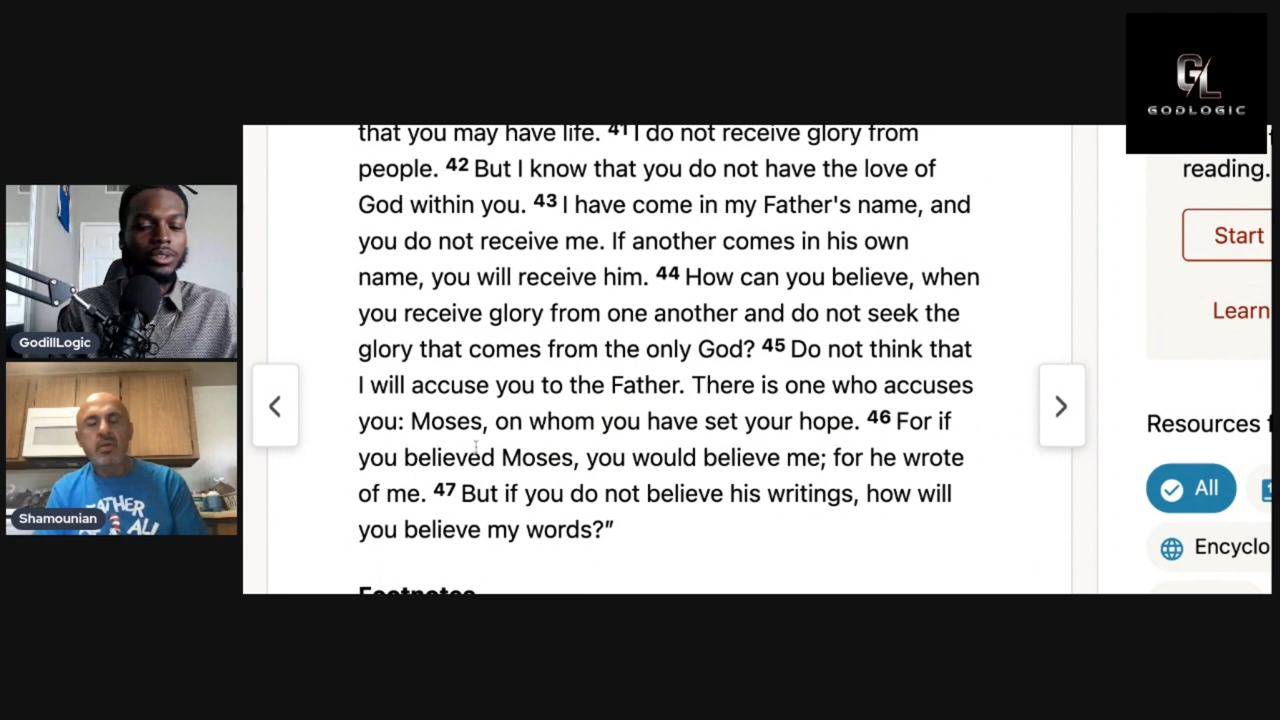 GL
GODLOGIC
that you may have life. 41 I do not receive glory from
people. 42 But I know that you do not have the love of
God within you. 43 I have come in my Father's name, and
you do not receive me. If another comes in his own
name, you will receive him. 44 How can you believe, when
you receive glory from one another and do not seek the
glory that comes from the only God? 45 Do not think that
I will accuse you to the Father. There is one who accuses
you: Moses, on whom you have set your hope. 46 For if
you believed Moses, you would believe me; for he wrote
of me. 47 But if you do not believe his writings, how will
you believe my words?”
Footnotes
reading.
Start
Learn
Resources f
All
Encyclo
GodillLogic
FATHER
ALL
Shamounian